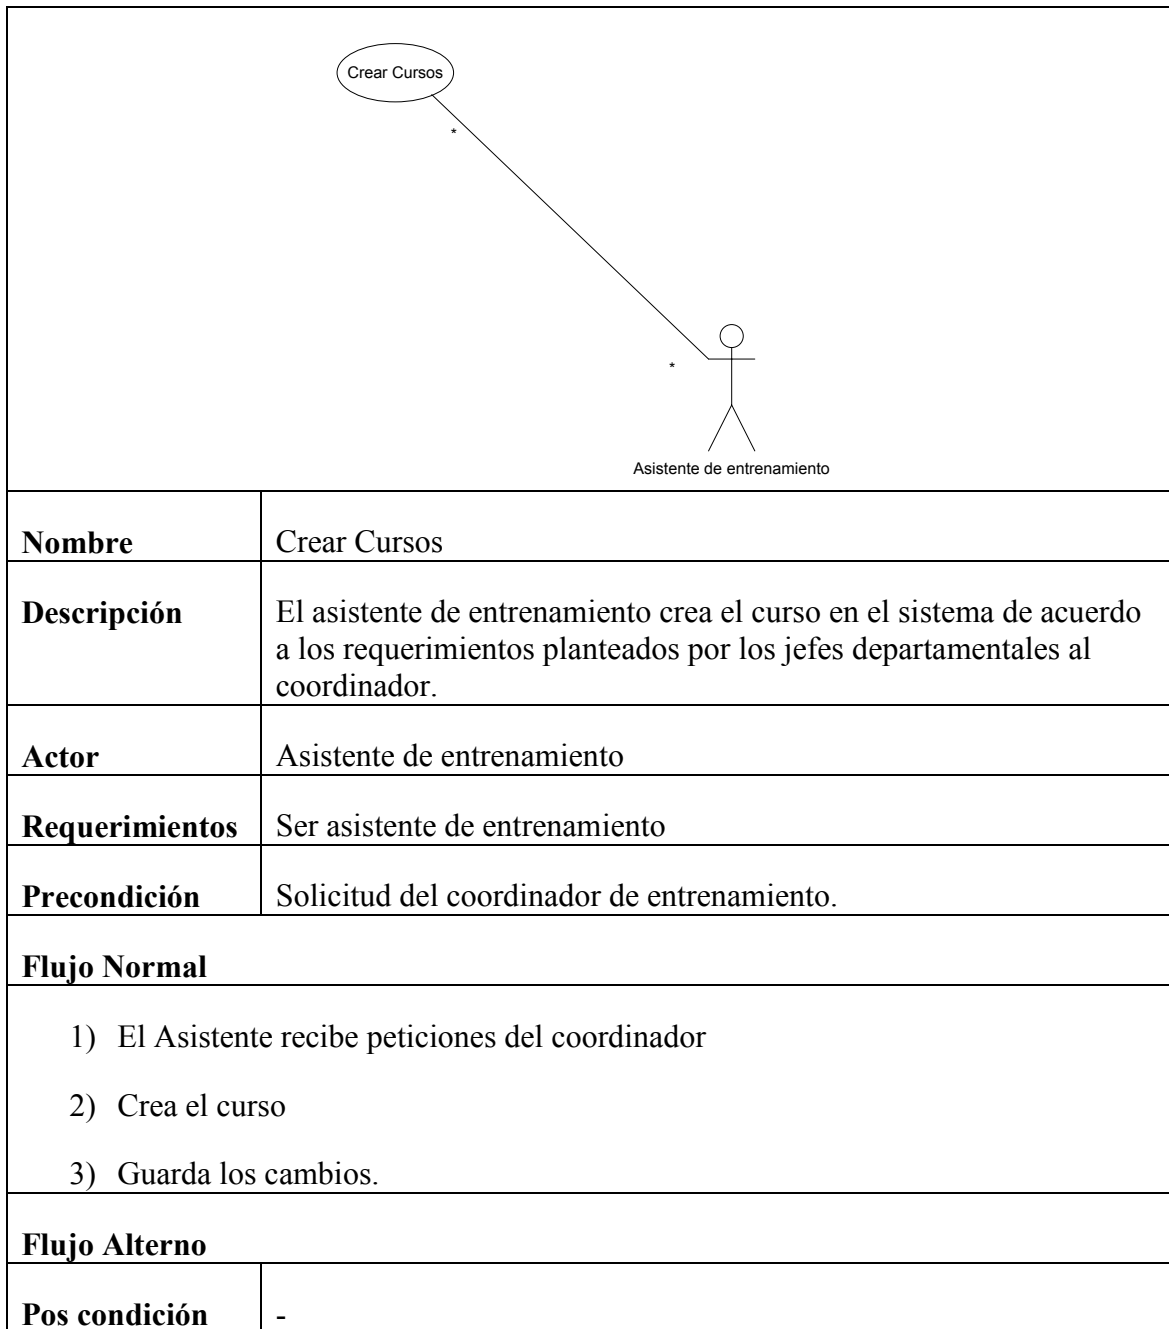 Crear Cursos
*
*
Asistente de entrenamiento
Nombre
Crear Cursos
Descripción
El asistente de entrenamiento crea el curso en el sistema de acuerdo
a los requerimientos planteados por los jefes departamentales al
coordinador.
Actor
Asistente de entrenamiento
Requerimientos
Ser asistente de entrenamiento
Precondición
Solicitud del coordinador de entrenamiento.
Flujo Normal
1) El Asistente recibe peticiones del coordinador
2) Crea el curso
3) Guarda los cambios.
Flujo Alterno
Pos condición
-